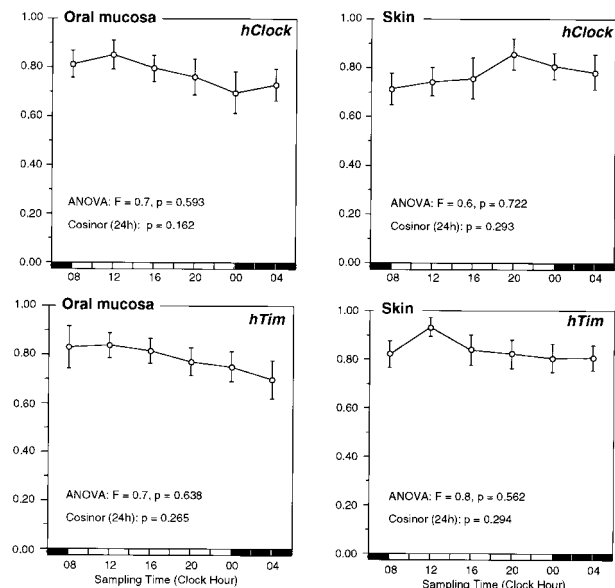 Oral mucosa
hClock
1.00
0.80
0.60
0.40
0.20
0.00
ANOVA: F = 0.7, p = 0.593
Cosinor (24h): p = 0.162
08 12 16 20 00 04
Skin
hClock
1.00
0.80
0.60
0.40
0.20
0.00
ANOVA: F = 0.6, p = 0.722
Cosinor (24h): p = 0.293
08 12 16 20 00 04
Oral mucosa
hTim
1.00
0.80
0.60
0.40
0.20
0.00
ANOVA: F = 0.7, p = 0.638
Cosinor (24h): p = 0.265
08 12 16 20 00 04
Sampling Time (Clock Hour)
Skin
hTim
1.00
0.80
0.60
0.40
0.20
0.00
ANOVA: F = 0.8, p = 0.562
Cosinor (24h): p = 0.294
08 12 16 20 00 04
Sampling Time (Clock Hour)